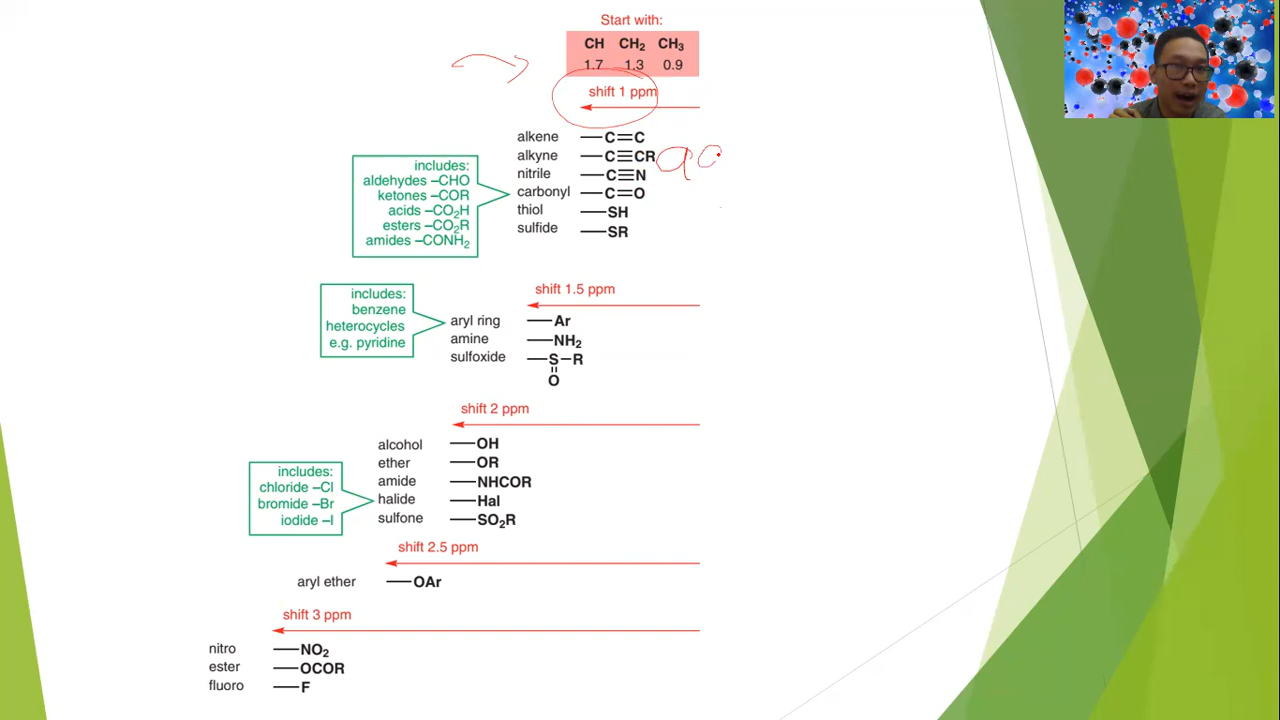 Start with:
CH CH₂ CH₃
1.7 1.3 0.9
shift 1 ppm
alkene —C=C
alkyne —C≡CR
nitrile —C≡N
carbonyl —C=O
thiol —SH
sulfide —SR
includes:
aldehydes –CHO
ketones –COR
acids –CO₂H
esters –CO₂R
amides –CONH₂
shift 1.5 ppm
includes:
benzene
heterocycles
e.g. pyridine
aryl ring —Ar
amine —NH₂
sulfoxide —S–R
O
shift 2 ppm
alcohol —OH
ether —OR
amide —NHCOR
halide —Hal
sulfone —SO₂R
includes:
chloride –Cl
bromide –Br
iodide –I
shift 2.5 ppm
aryl ether —OAr
shift 3 ppm
nitro —NO₂
ester —OCOR
fluoro —F